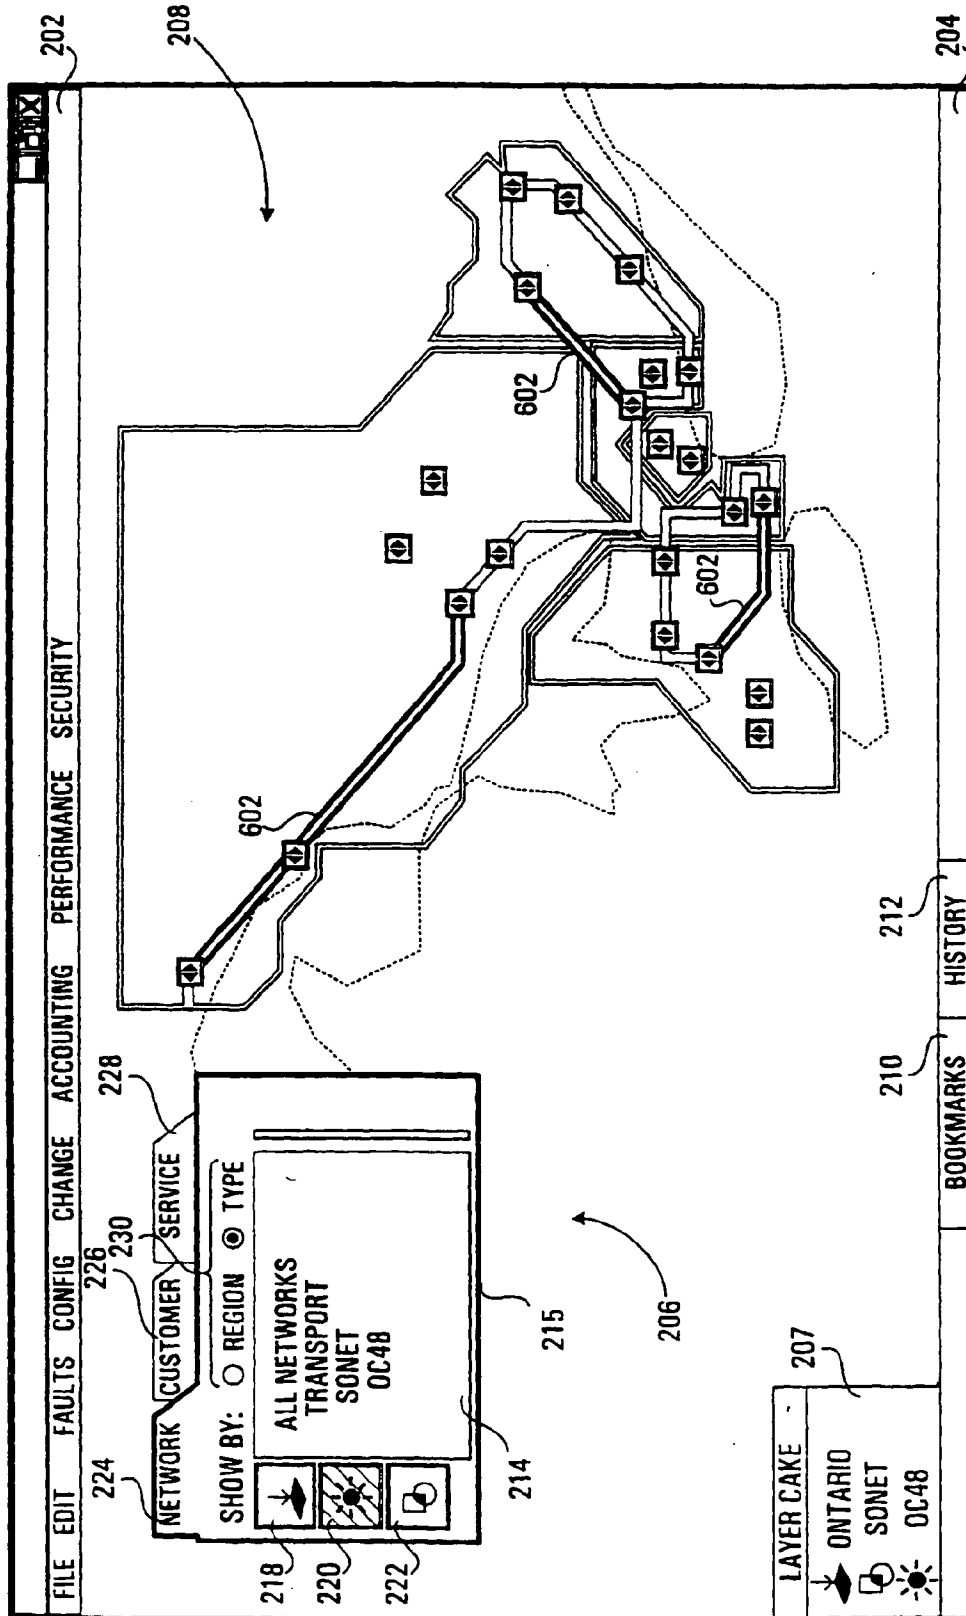 202
FILE EDIT FAULTS CONFIG CHANGE ACCOUNTING PERFORMANCE SECURITY
208
224
226
228
230
NETWORK
CUSTOMER
SERVICE
SHOW BY: REGION TYPE
218
220
222
ALL NETWORKS
TRANSPORT
SONET
OC48
214
215
206
602
602
602
207
LAYER CAKE
ONTARIO
SONET
OC48
210
212
BOOKMARKS
HISTORY
204